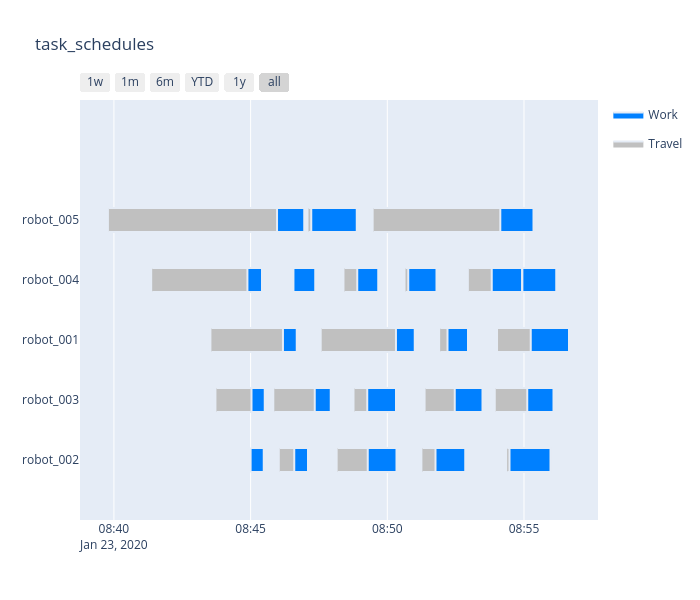 task_schedules
1w 1m 6m YTD 1y all
Work
Travel
robot_005
robot_004
robot_001
robot_003
robot_002
08:40 08:45 08:50 08:55
Jan 23, 2020